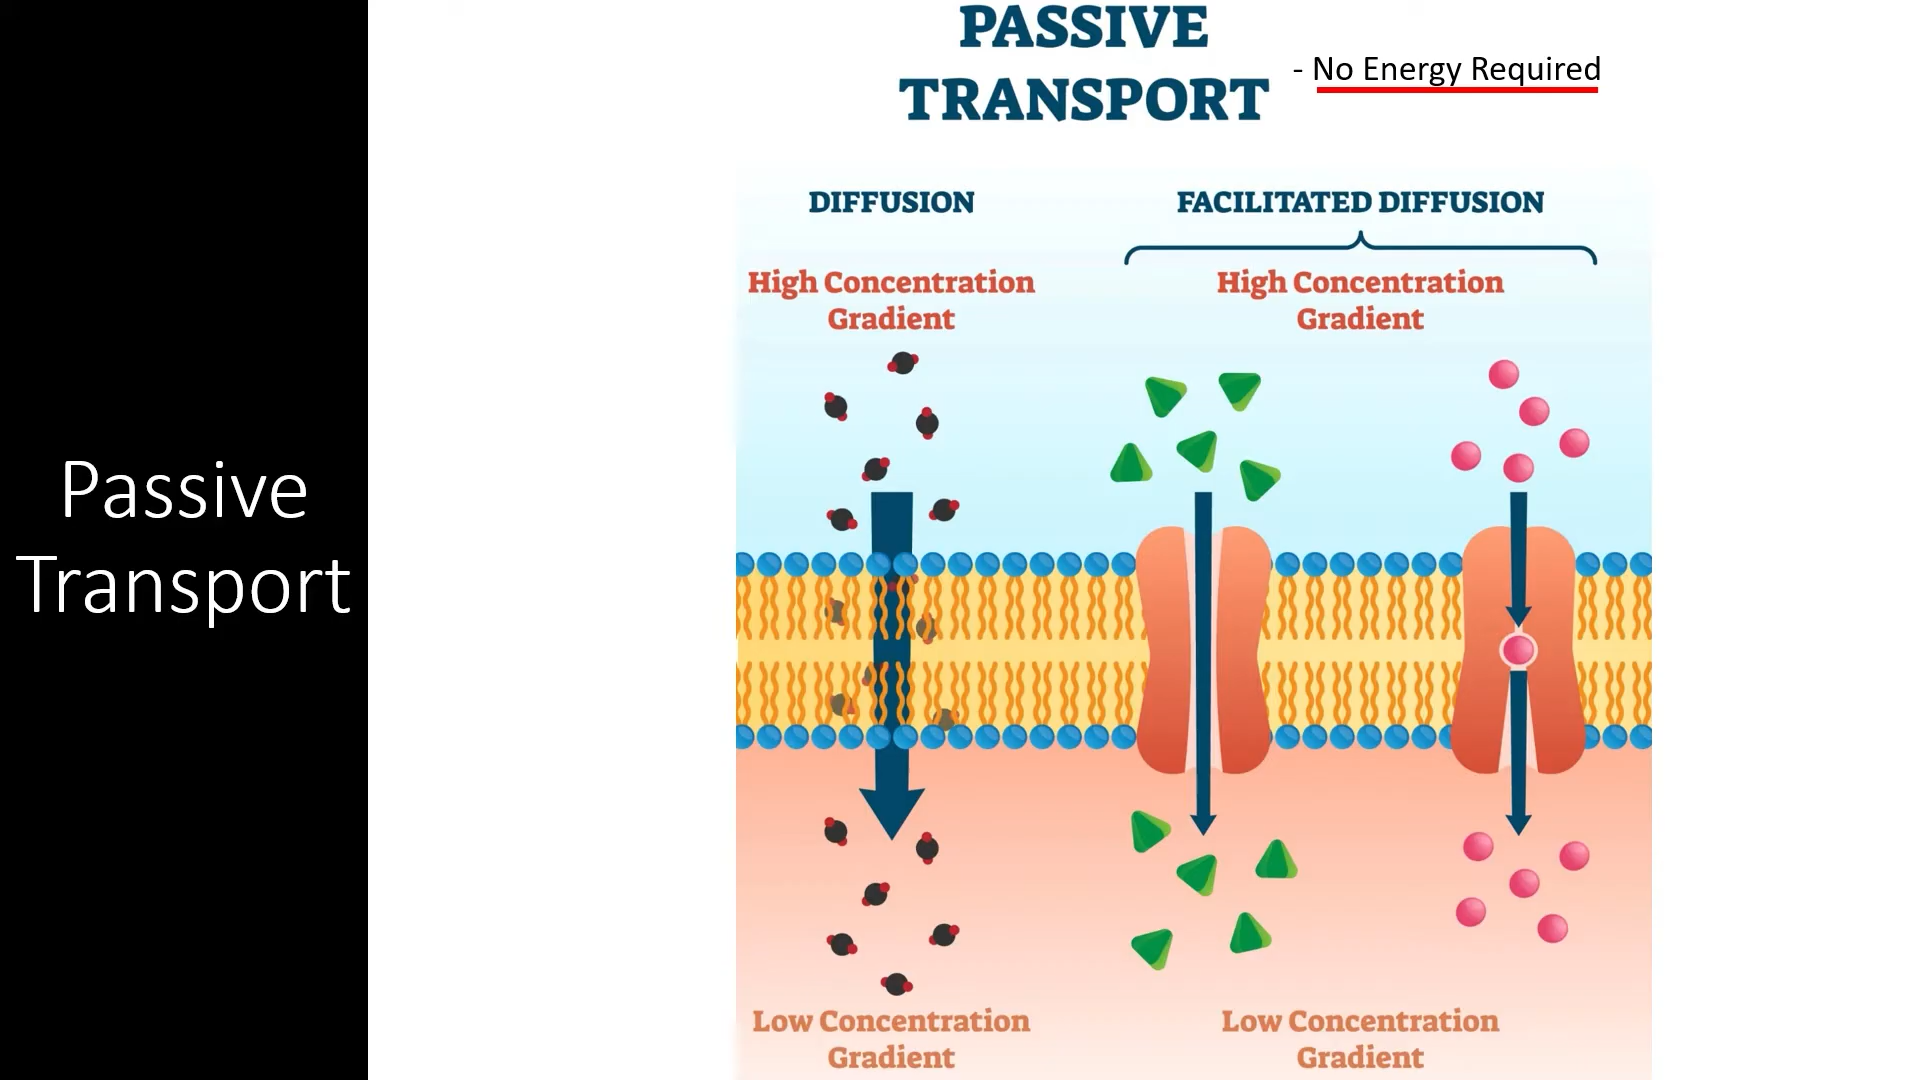 Passive
Transport
PASSIVE
TRANSPORT
- No Energy Required
DIFFUSION
FACILITATED DIFFUSION
High Concentration
Gradient
High Concentration
Gradient
Low Concentration
Gradient
Low Concentration
Gradient